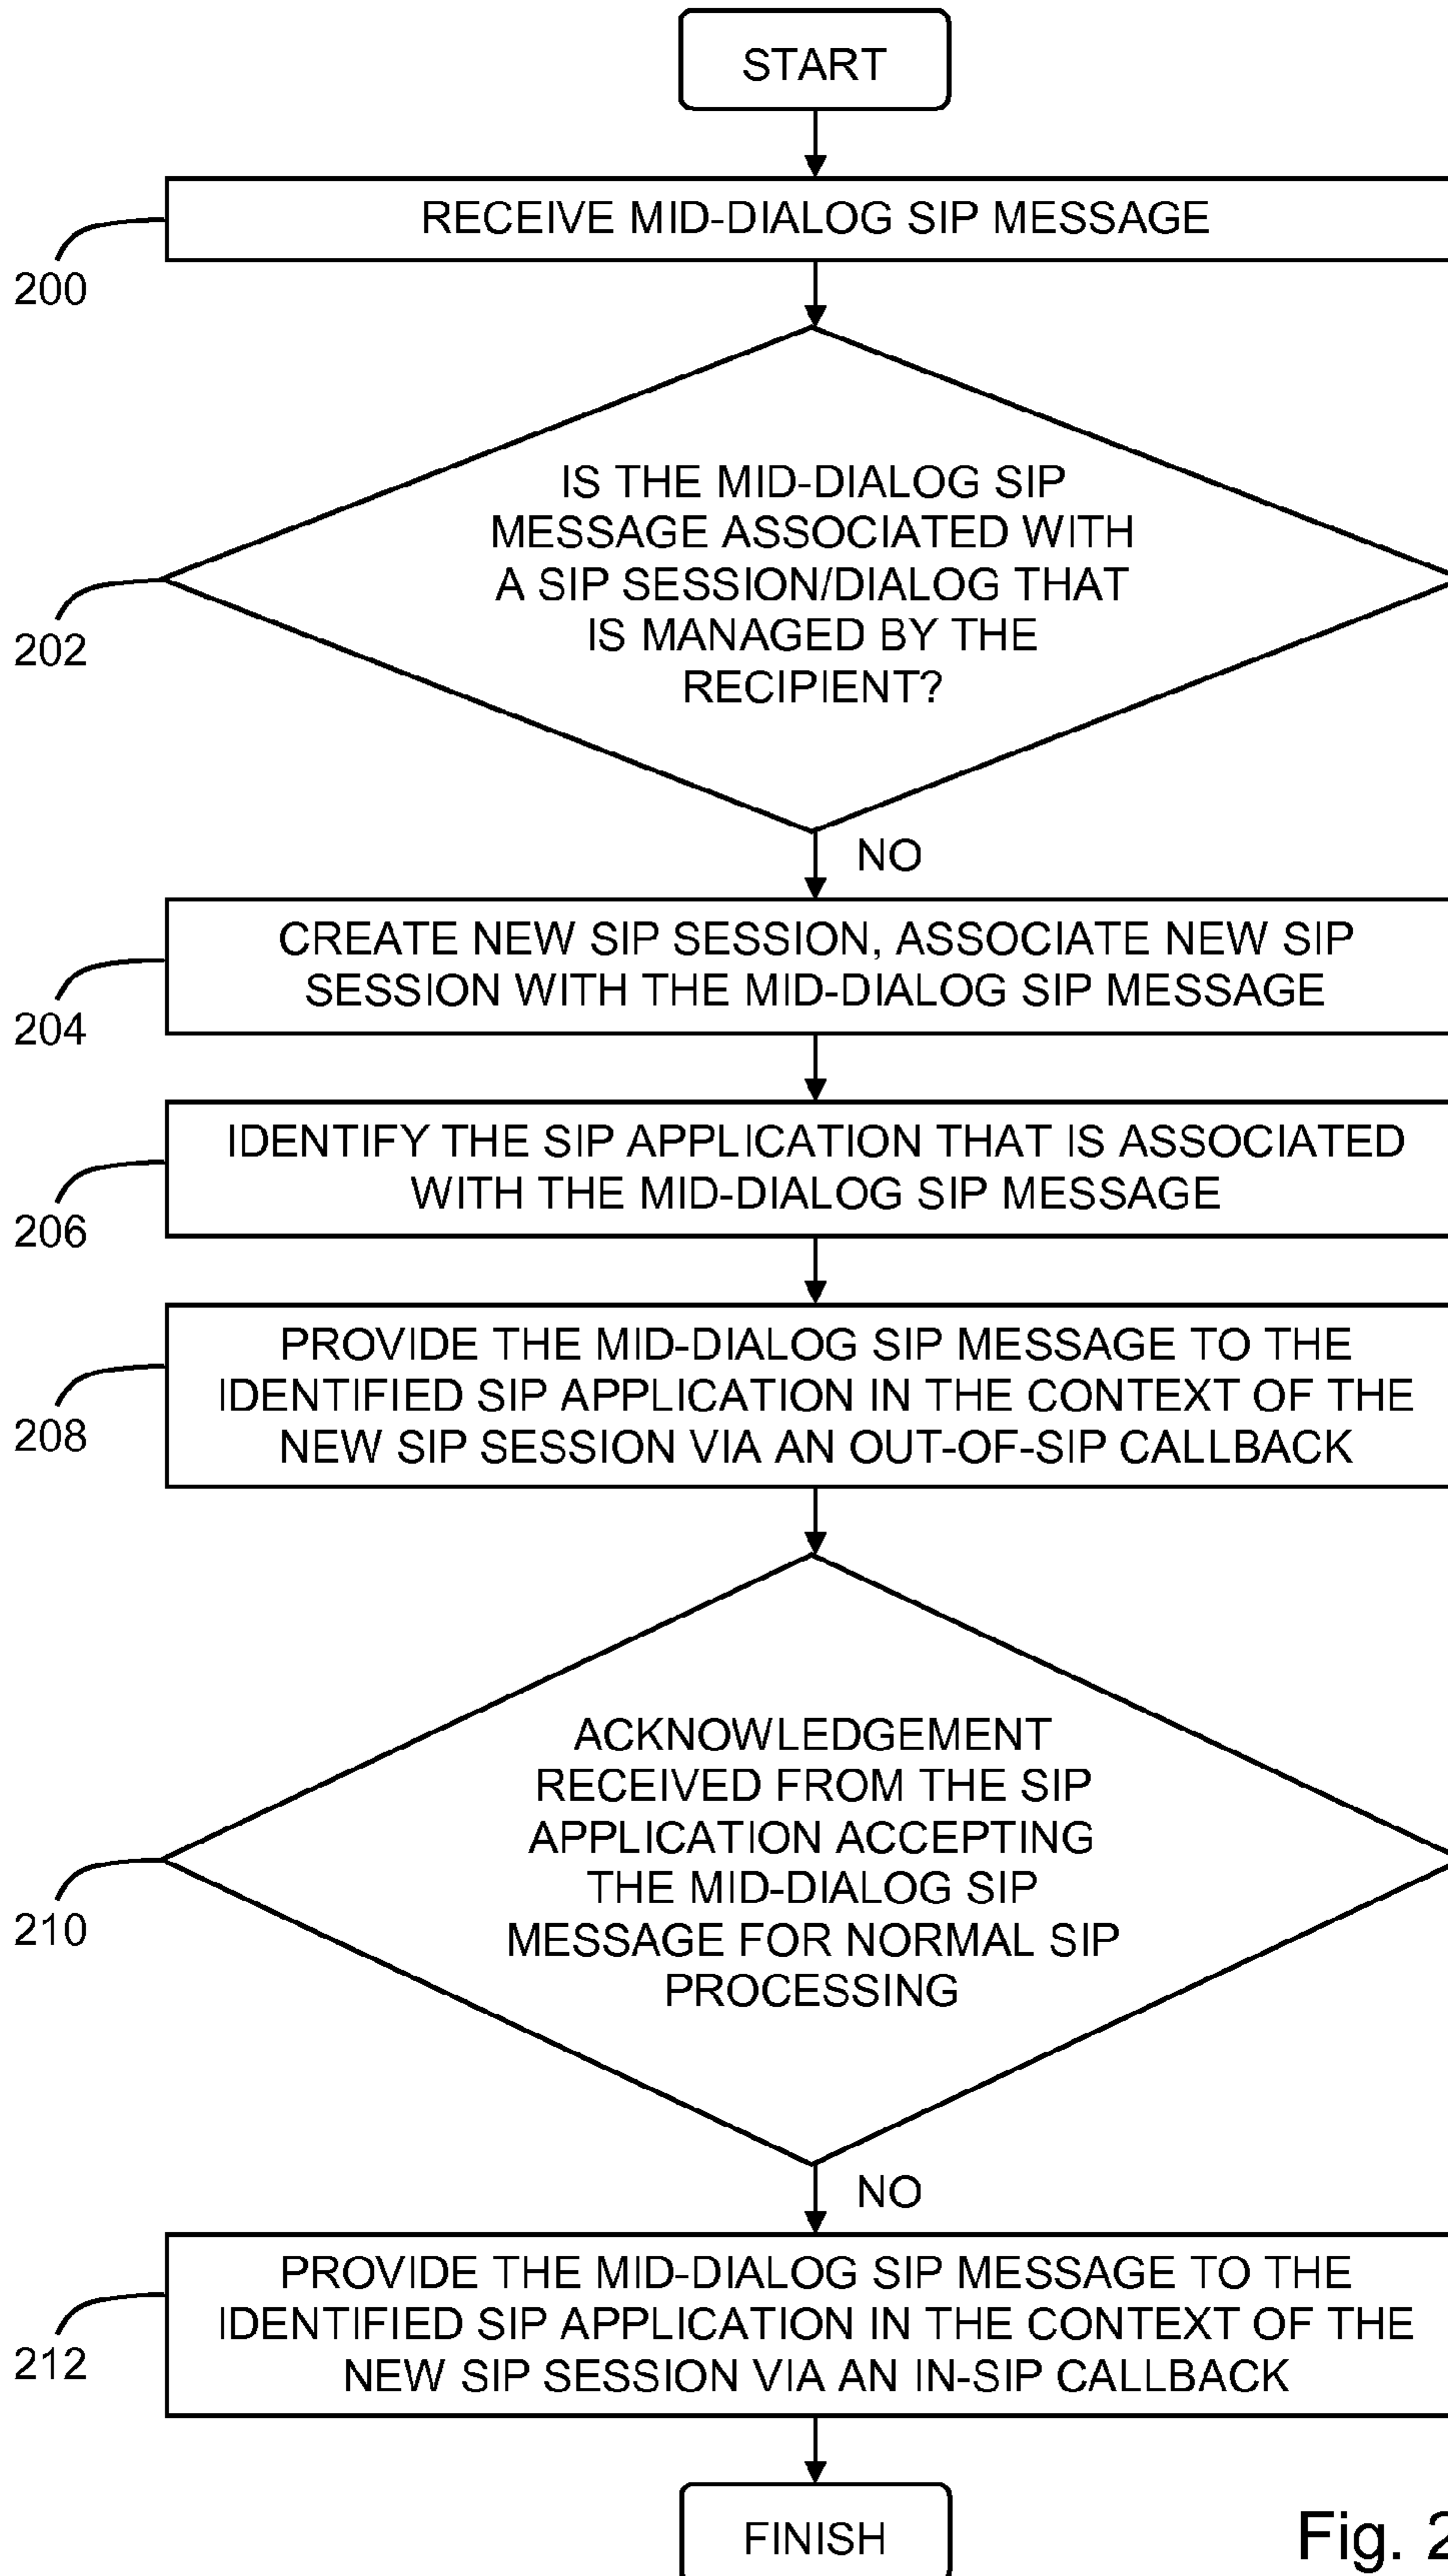 START
RECEIVE MID-DIALOG SIP MESSAGE
200
IS THE MID-DIALOG SIP
MESSAGE ASSOCIATED WITH
A SIP SESSION/DIALOG THAT
IS MANAGED BY THE
RECIPIENT?
202
NO
CREATE NEW SIP SESSION, ASSOCIATE NEW SIP
SESSION WITH THE MID-DIALOG SIP MESSAGE
204
IDENTIFY THE SIP APPLICATION THAT IS ASSOCIATED
WITH THE MID-DIALOG SIP MESSAGE
206
PROVIDE THE MID-DIALOG SIP MESSAGE TO THE
IDENTIFIED SIP APPLICATION IN THE CONTEXT OF THE
NEW SIP SESSION VIA AN OUT-OF-SIP CALLBACK
208
ACKNOWLEDGEMENT
RECEIVED FROM THE SIP
APPLICATION ACCEPTING
THE MID-DIALOG SIP
MESSAGE FOR NORMAL SIP
PROCESSING
210
NO
PROVIDE THE MID-DIALOG SIP MESSAGE TO THE
IDENTIFIED SIP APPLICATION IN THE CONTEXT OF THE
NEW SIP SESSION VIA AN IN-SIP CALLBACK
212
FINISH
Fig. 2